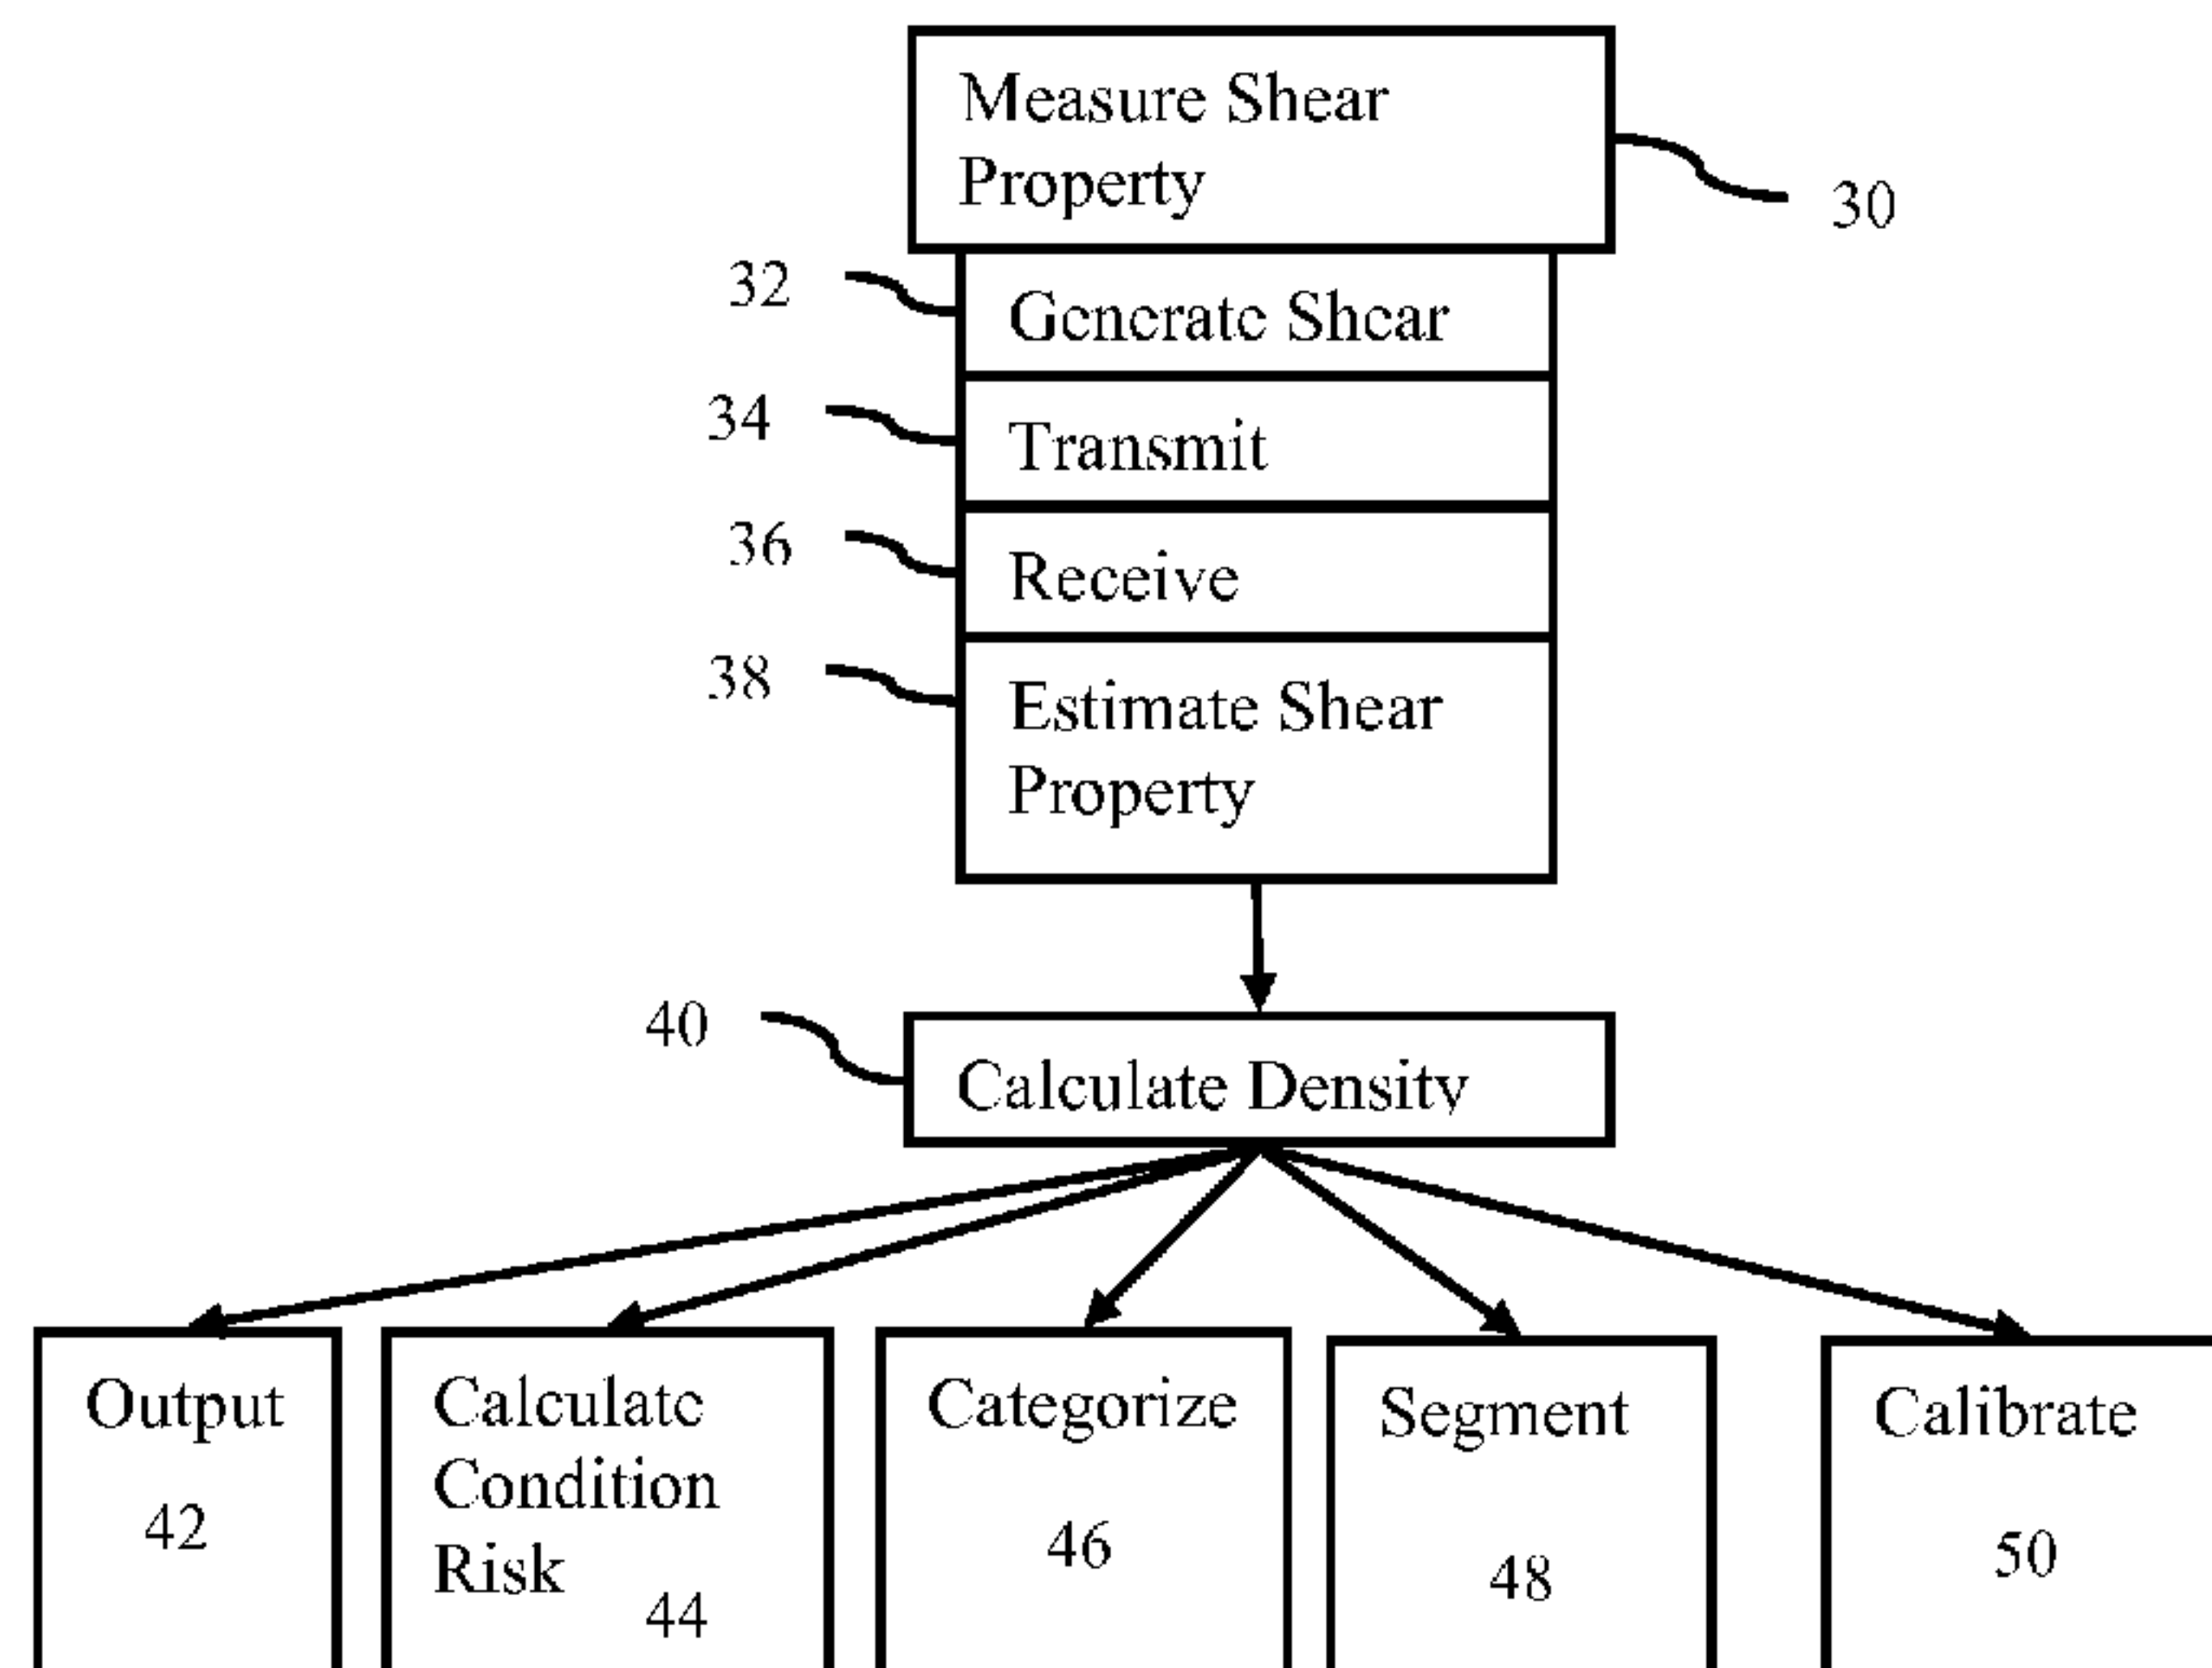 Measure Shear
Property
30
32
Generate Shear
34
Transmit
36
Receive
38
Estimate Shear
Property
40
Calculate Density
Output
42
Calculate
Condition
Risk
44
Categorize
46
Segment
48
Calibrate
50